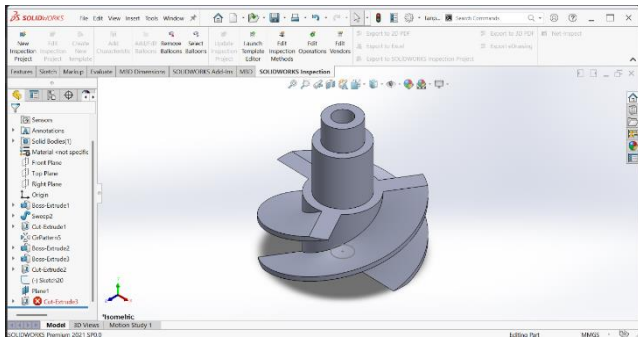 SOLIDWORKS File Edit View Insert Tools Window Search Commands
New Inspection Project
Edit Inspection Project
Create New Template
Add Characteristic
Add/Edit Balloons
Remove Balloons
Select Balloons
Update Inspection Project
Launch Template Editor
Edit Inspection Methods
Edit Operations
Edit Vendors
Export to 2D PDF
Export to Excel
Export to SOLIDWORKS Inspection Project
Export to 3D PDF
Export eDrawing
Net-Inspect
Features Sketch Markup Evaluate MBD Dimensions SOLIDWORKS Add-Ins MBD SOLIDWORKS Inspection
Sensors
Annotations
Solid Bodies(1)
Material <not specifie
Front Plane
Top Plane
Right Plane
Origin
Boss-Extrude1
Sweep2
Cut-Extrude1
CirPattern5
Boss-Extrude2
Boss-Extrude3
Cut-Extrude2
(-) Sketch20
Plane1
Cut-Extrude3
*Isometric
Model 3D Views Motion Study 1
SOLIDWORKS Premium 2021 SP0.0 Editing Part MMGS